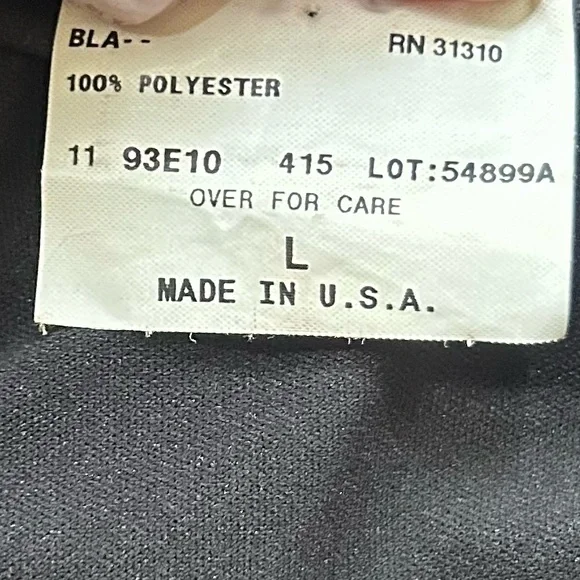 BLA-- RN 31310
100% POLYESTER
11 93E10 415 LOT:54899A
OVER FOR CARE
L
MADE IN U.S.A.